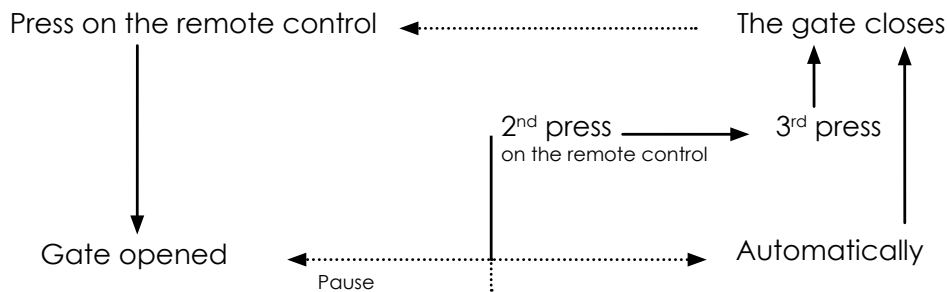 Press on the remote control
The gate closes
2nd press
on the remote control
3rd press
Gate opened
Automatically
Pause